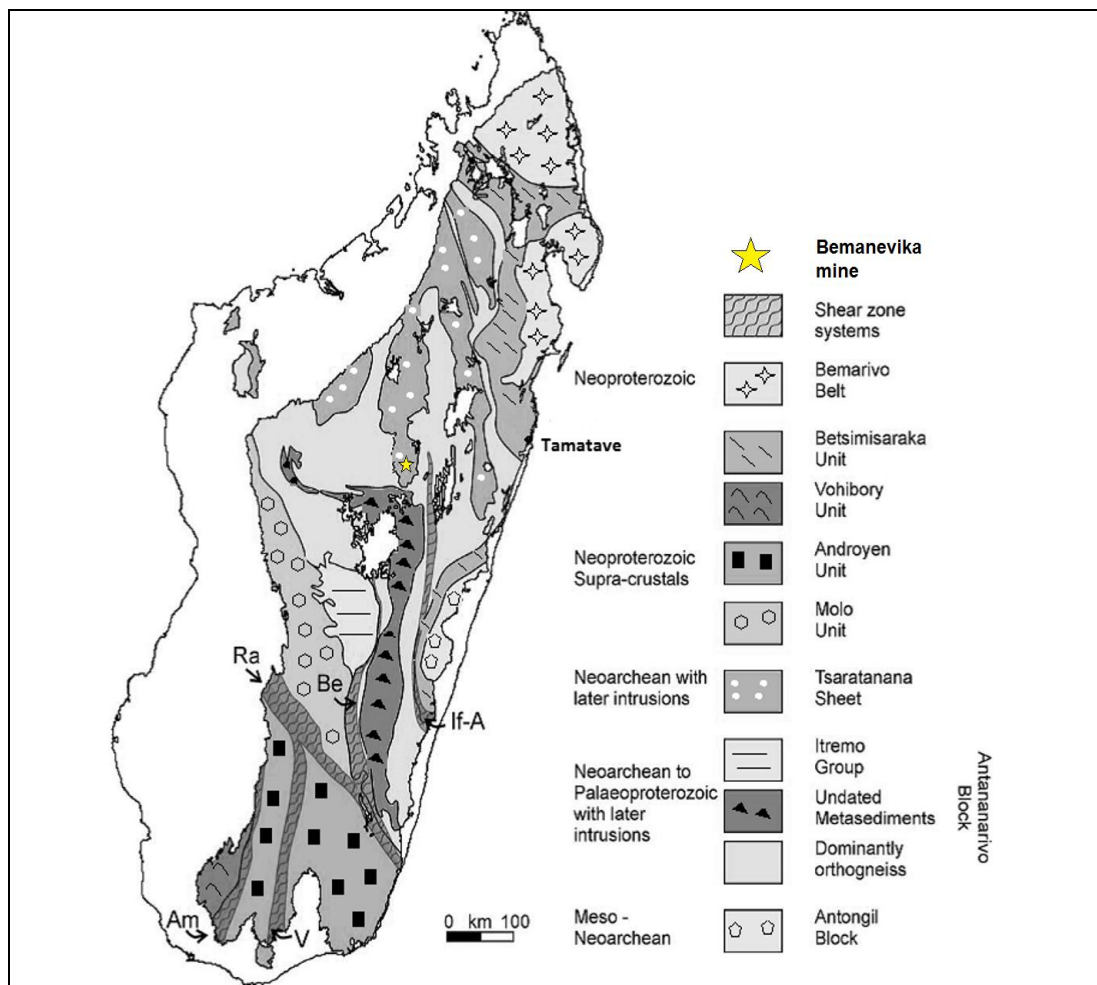 Bemanevika
mine
Shear zone
systems
Neoproterozoic
Bemarivo
Belt
Tamatave
Betsimisaraka
Unit
Vohibory
Unit
Neoproterozoic
Supra-crustals
Androyen
Unit
Molo
Unit
Ra
Be
If-A
Neoarchean with
later intrusions
Tsaratanana
Sheet
Neoarchean to
Palaeoproterozoic
with later
intrusions
Itremo
Group
Undated
Metasediments
Dominantly
orthogneiss
Antananarivo
Block
Am
V
0 km 100
Meso -
Neoarchean
Antongil
Block